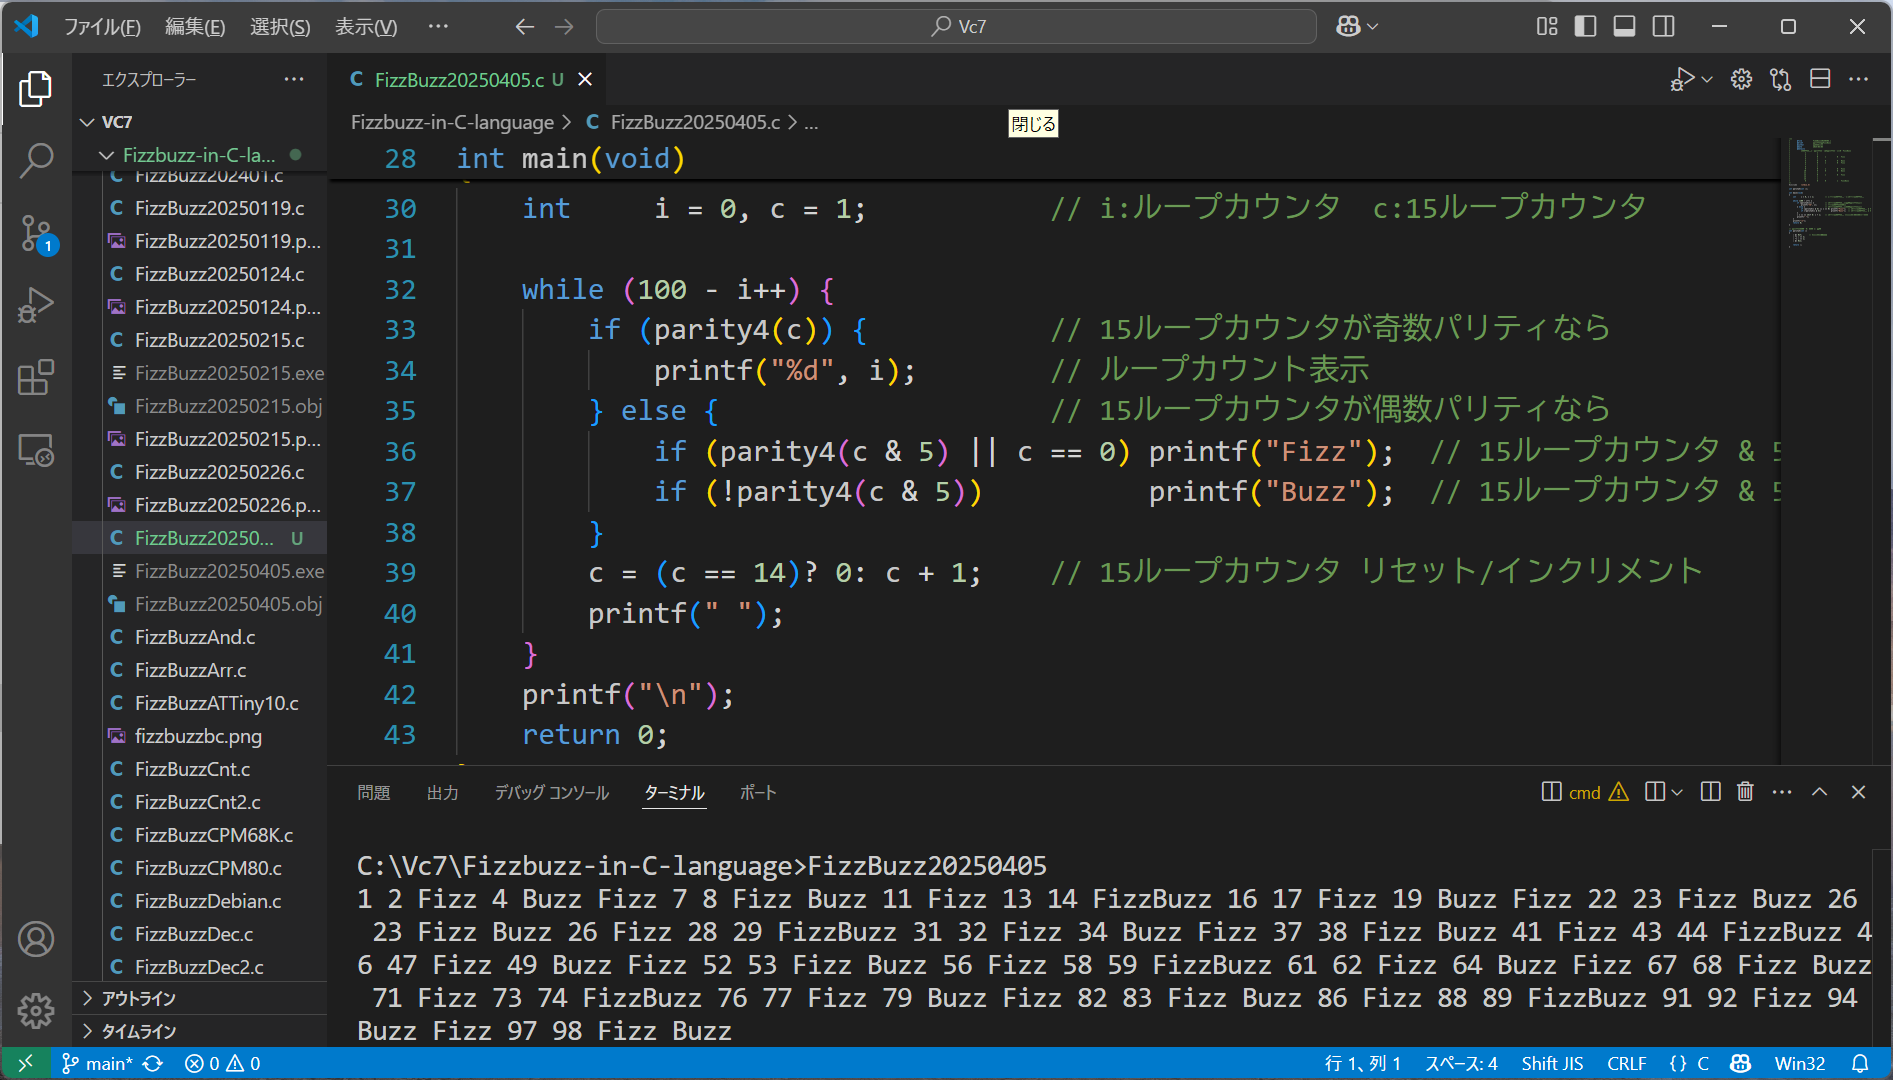 ファイル(F) 編集(E) 選択(S) 表示(V) ··· Vc7
エクスプローラー ···
FizzBuzz20250405.c U
VC7
Fizzbuzz-in-C-la...
FizzBuzz202401.c
FizzBuzz20250119.c
FizzBuzz20250119.p...
FizzBuzz20250124.c
FizzBuzz20250124.p...
FizzBuzz20250215.c
FizzBuzz20250215.exe
FizzBuzz20250215.obj
FizzBuzz20250215.p...
FizzBuzz20250226.c
FizzBuzz20250226.p...
FizzBuzz20250... U
FizzBuzz20250405.exe
FizzBuzz20250405.obj
FizzBuzzAnd.c
FizzBuzzArr.c
FizzBuzzATTiny10.c
fizzbuzzbc.png
FizzBuzzCnt.c
FizzBuzzCnt2.c
FizzBuzzCPM68K.c
FizzBuzzCPM80.c
FizzBuzzDebian.c
FizzBuzzDec.c
FizzBuzzDec2.c
アウトライン
タイムライン
1
Fizzbuzz-in-C-language > C FizzBuzz20250405.c > ...
閉じる
28 int main(void)
30 int i = 0, c = 1; // i:ループカウンタ c:15ループカウンタ
31
32 while (100 - i++) {
33 if (parity4(c)) { // 15ループカウンタが奇数パリティなら
34 printf("%d", i); // ループカウント表示
35 } else { // 15ループカウンタが偶数パリティなら
36 if (parity4(c & 5) || c == 0) printf("Fizz"); // 15ループカウンタ & 5
37 if (!parity4(c & 5)) printf("Buzz"); // 15ループカウンタ & 5
38 }
39 c = (c == 14)? 0: c + 1; // 15ループカウンタ リセット/インクリメント
40 printf(" ");
41 }
42 printf("\n");
43 return 0;
問題 出力 デバッグ コンソール ターミナル ポート cmd
C:\Vc7\Fizzbuzz-in-C-language>FizzBuzz20250405
1 2 Fizz 4 Buzz Fizz 7 8 Fizz Buzz 11 Fizz 13 14 FizzBuzz 16 17 Fizz 19 Buzz Fizz 22 23 Fizz Buzz 26
23 Fizz Buzz 26 Fizz 28 29 FizzBuzz 31 32 Fizz 34 Buzz Fizz 37 38 Fizz Buzz 41 Fizz 43 44 FizzBuzz 4
6 47 Fizz 49 Buzz Fizz 52 53 Fizz Buzz 56 Fizz 58 59 FizzBuzz 61 62 Fizz 64 Buzz Fizz 67 68 Fizz Buzz
71 Fizz 73 74 FizzBuzz 76 77 Fizz 79 Buzz Fizz 82 83 Fizz Buzz 86 Fizz 88 89 FizzBuzz 91 92 Fizz 94
Buzz Fizz 97 98 Fizz Buzz
main* 0 0 行 1、列 1 スペース: 4 Shift JIS CRLF {} C Win32